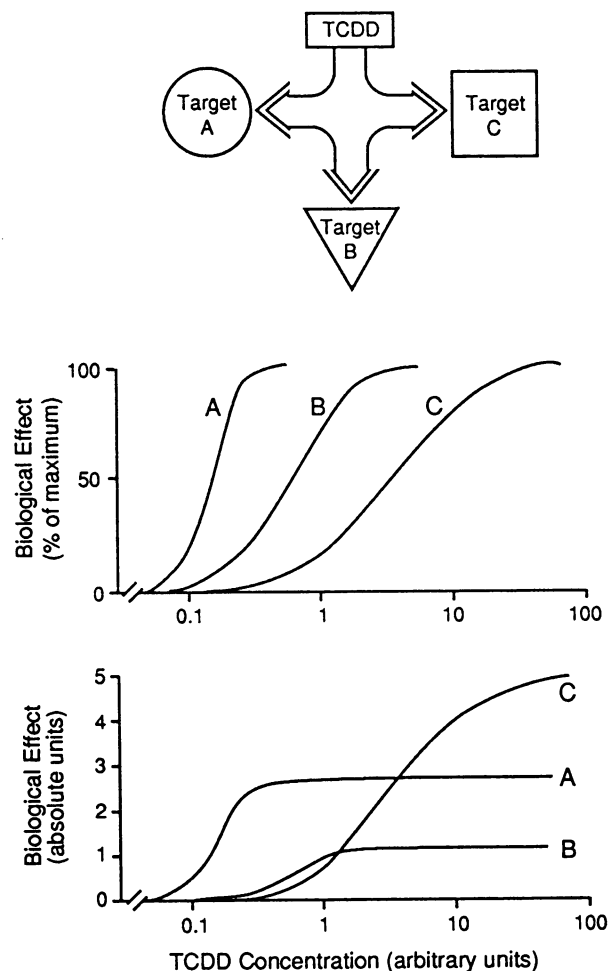 TCDD
Target
A
Target
C
Target
B
Biological Effect
(% of maximum)
100
50
0
A
B
C
0.1
1
10
100
Biological Effect
(absolute units)
5
4
3
2
1
0
C
A
B
0.1
1
10
100
TCDD Concentration (arbitrary units)